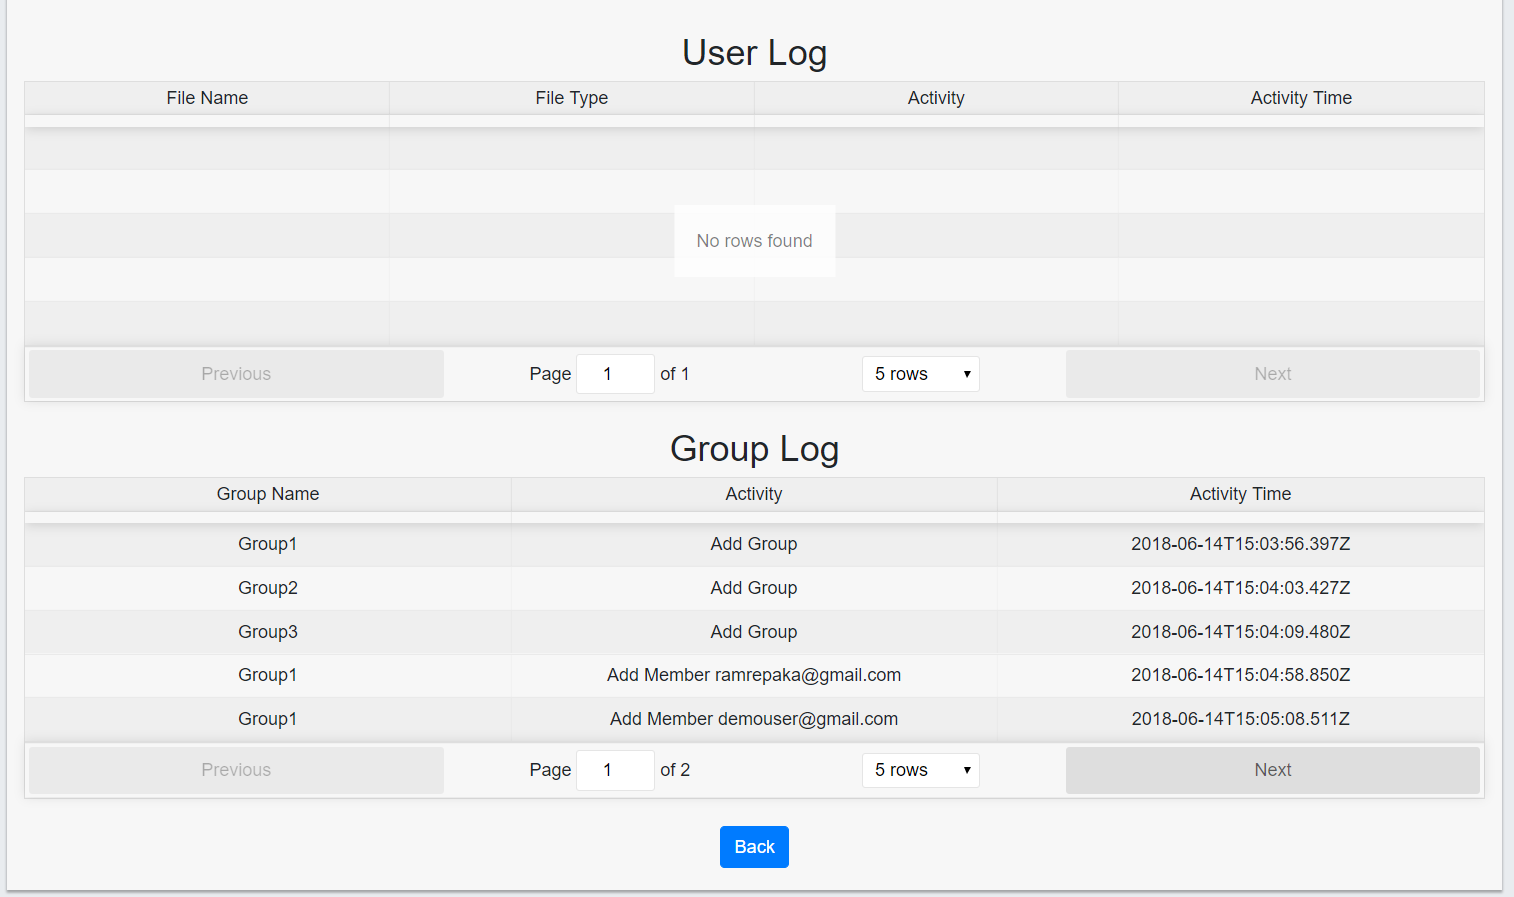 User Log
File Name File Type Activity Activity Time
No rows found
Previous Page 1 of 1 5 rows Next
Group Log
Group Name Activity Activity Time
Group1 Add Group 2018-06-14T15:03:56.397Z
Group2 Add Group 2018-06-14T15:04:03.427Z
Group3 Add Group 2018-06-14T15:04:09.480Z
Group1 Add Member ramrepaka@gmail.com 2018-06-14T15:04:58.850Z
Group1 Add Member demouser@gmail.com 2018-06-14T15:05:08.511Z
Previous Page 1 of 2 5 rows Next
Back